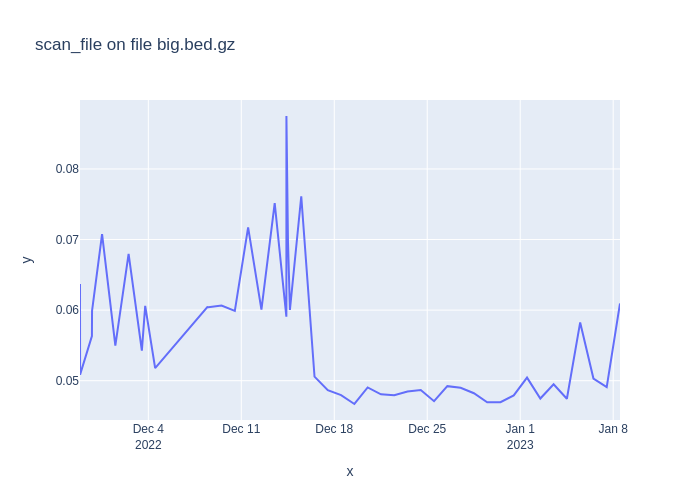 scan_file on file big.bed.gz
y
0.08
0.07
0.06
0.05
Dec 4
2022
Dec 11
Dec 18
Dec 25
Jan 1
2023
Jan 8
x